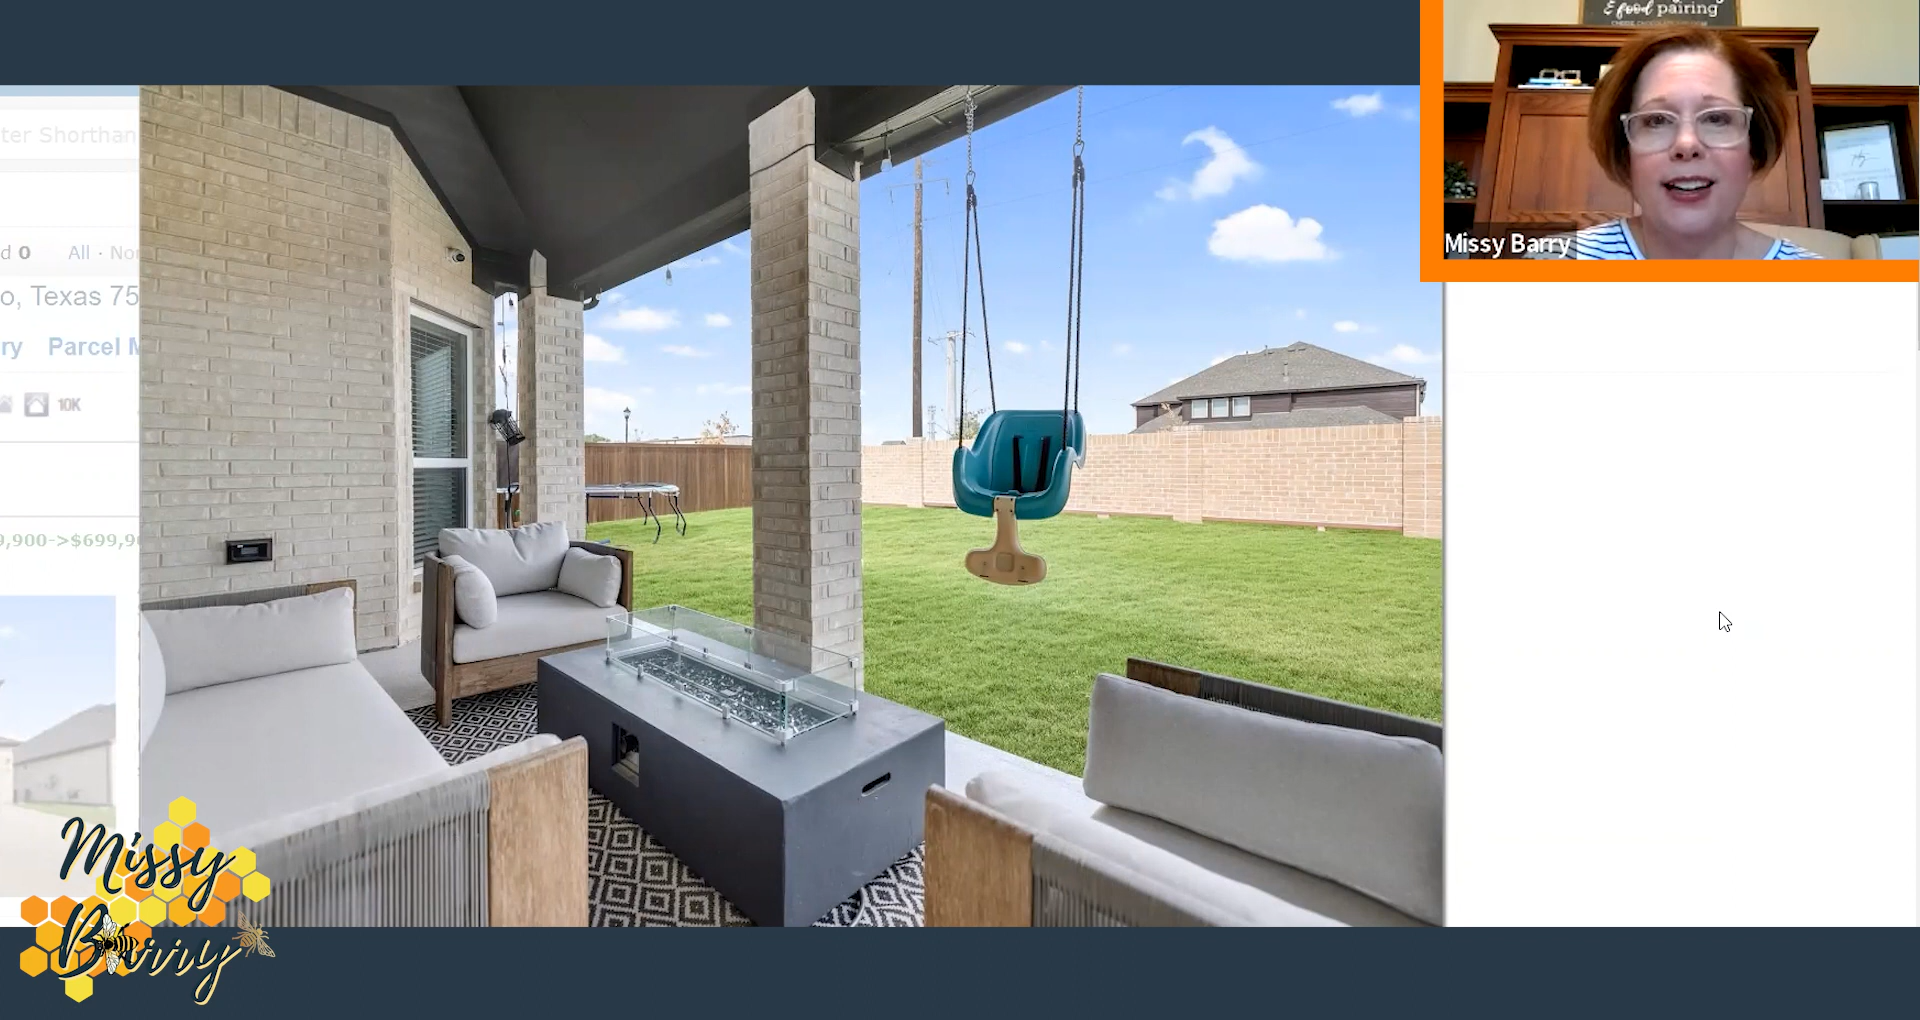 & food pairing
Missy Barry
ter Shorthan
d 0 All · No
o, Texas 75
ry Parcel M
10K
9,900->$699,9
Missy
Barry